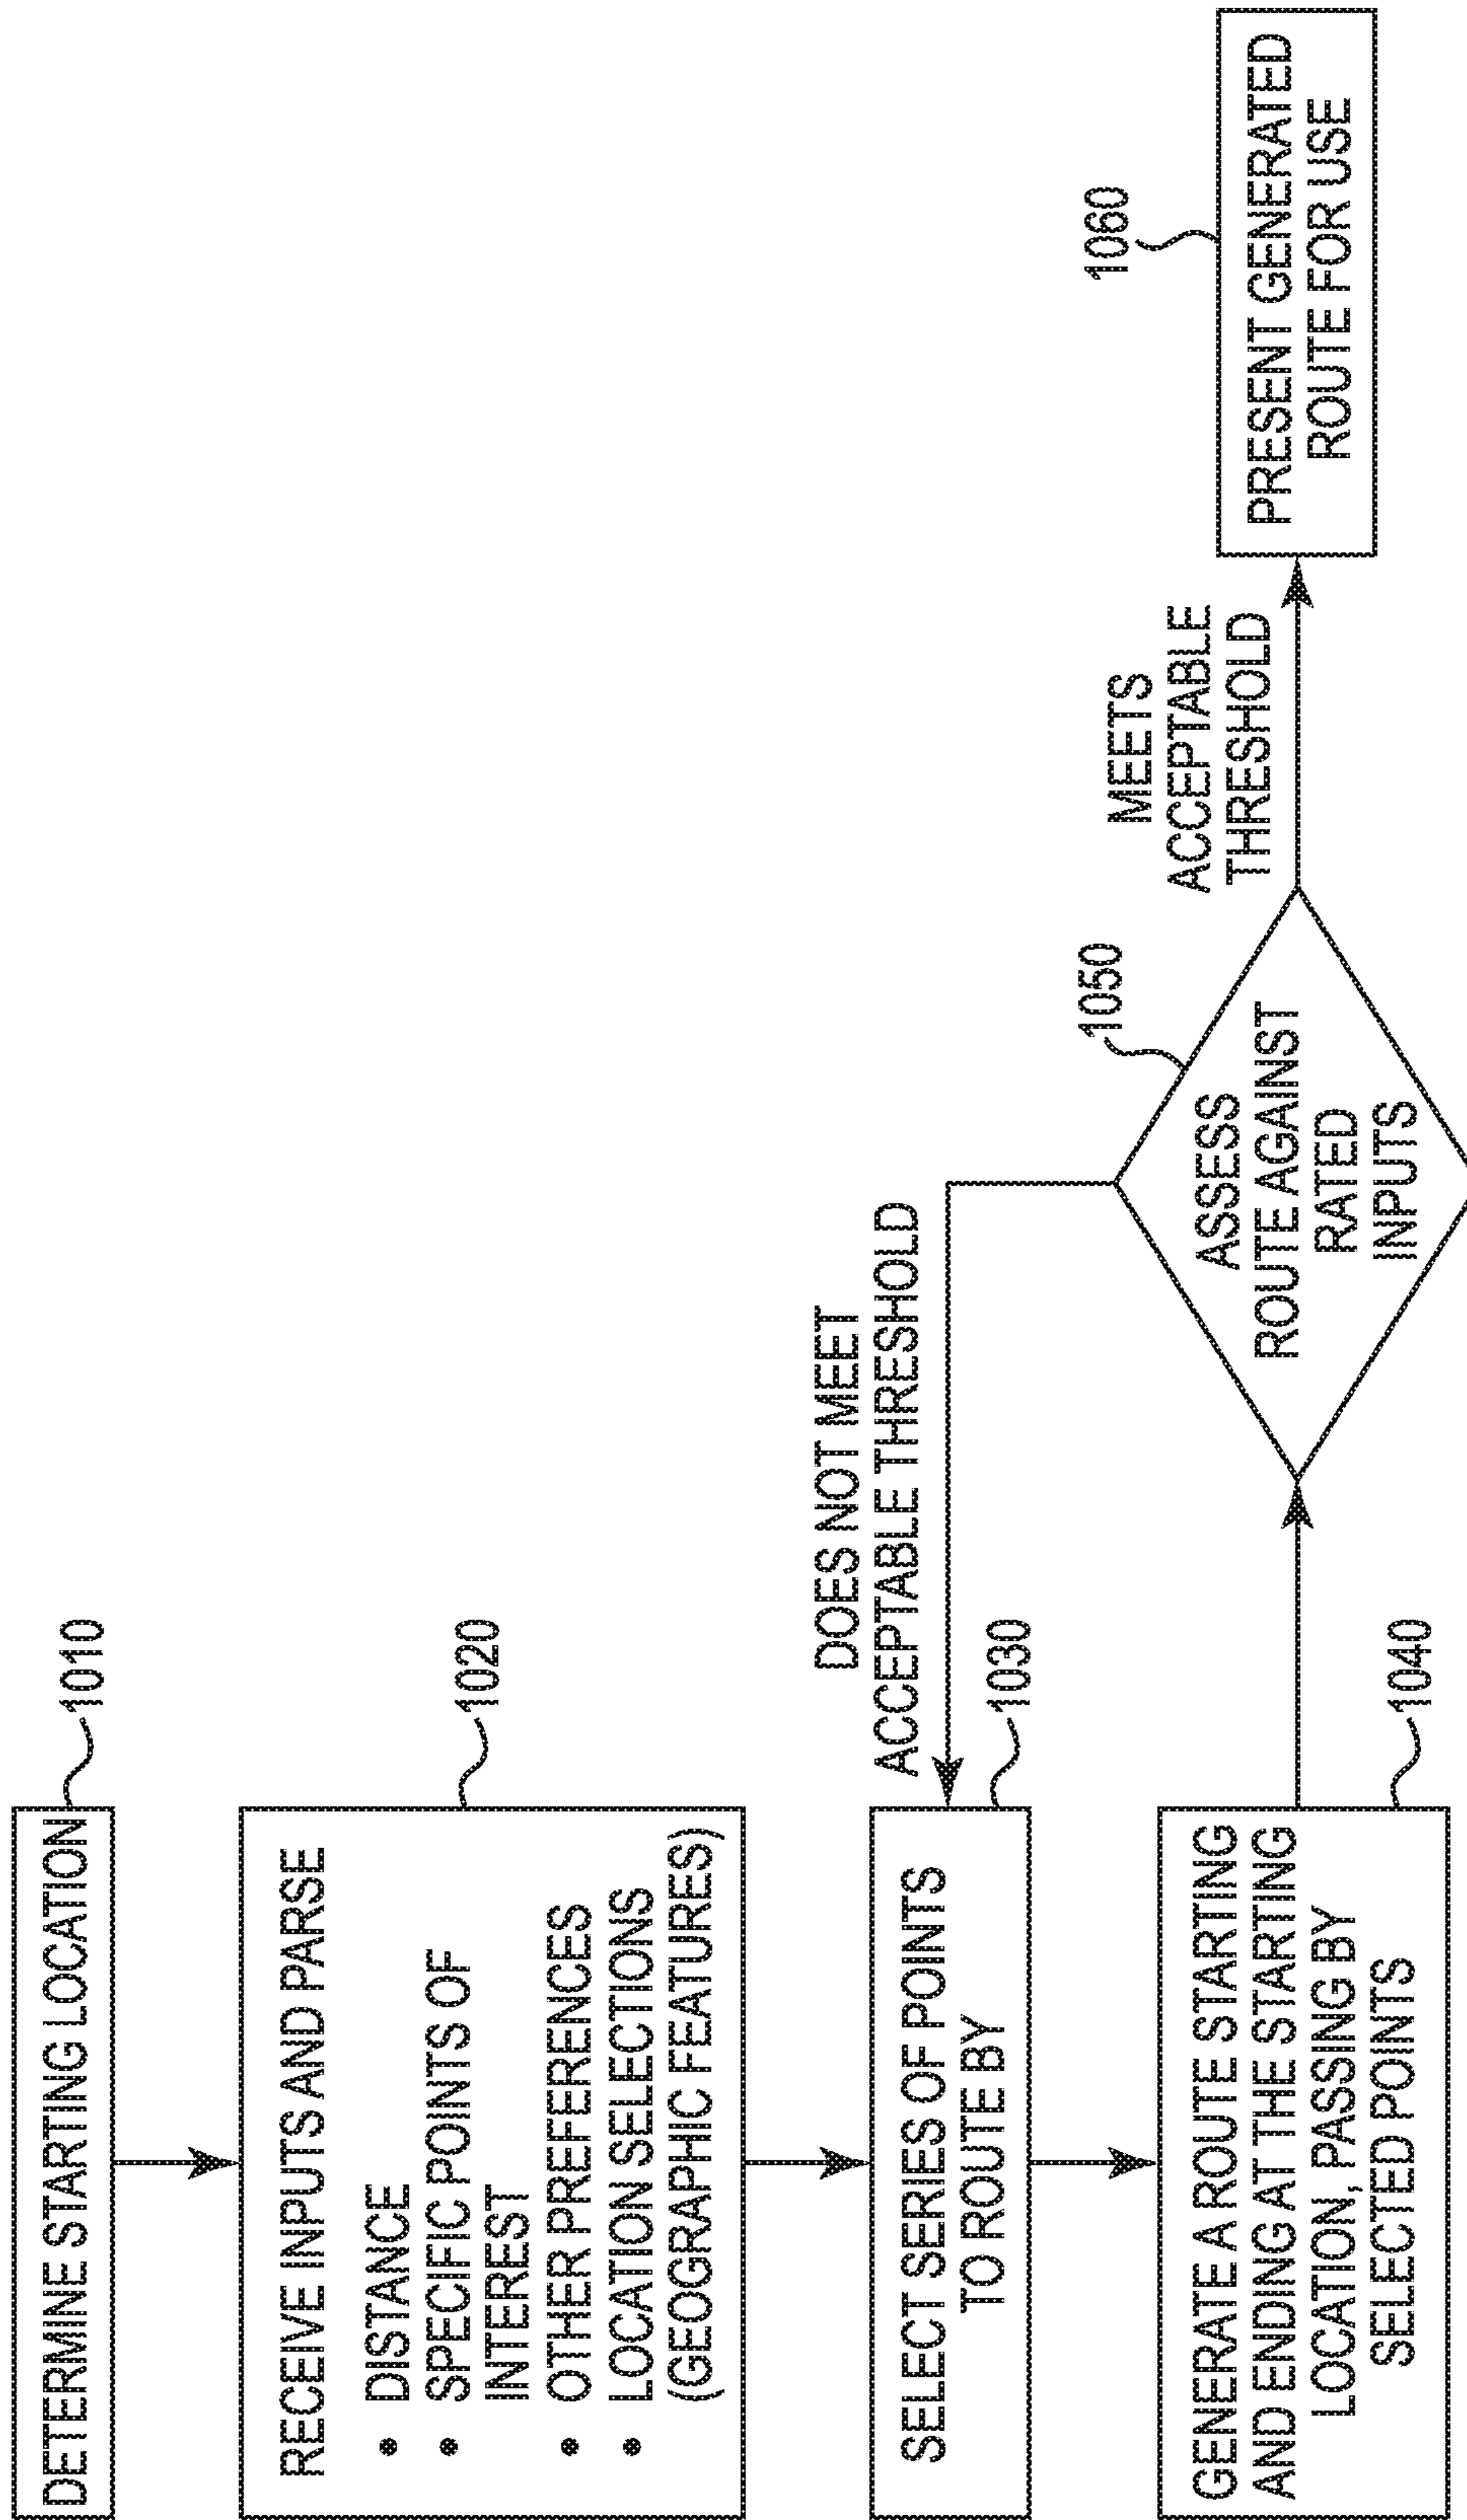 DETERMINE STARTING LOCATION
1010
RECEIVE INPUTS AND PARSE
• DISTANCE
• SPECIFIC POINTS OF
INTEREST
• OTHER PREFERENCES
• LOCATION SELECTIONS
(GEOGRAPHIC FEATURES)
1020
DOES NOT MEET
ACCEPTABLE THRESHOLD
SELECT SERIES OF POINTS
TO ROUTE BY
1030
GENERATE A ROUTE STARTING
AND ENDING AT THE STARTING
LOCATION, PASSING BY
SELECTED POINTS
1040
ASSESS
ROUTE AGAINST
RATED
INPUTS
1050
MEETS
ACCEPTABLE
THRESHOLD
PRESENT GENERATED
ROUTE FOR USE
1060